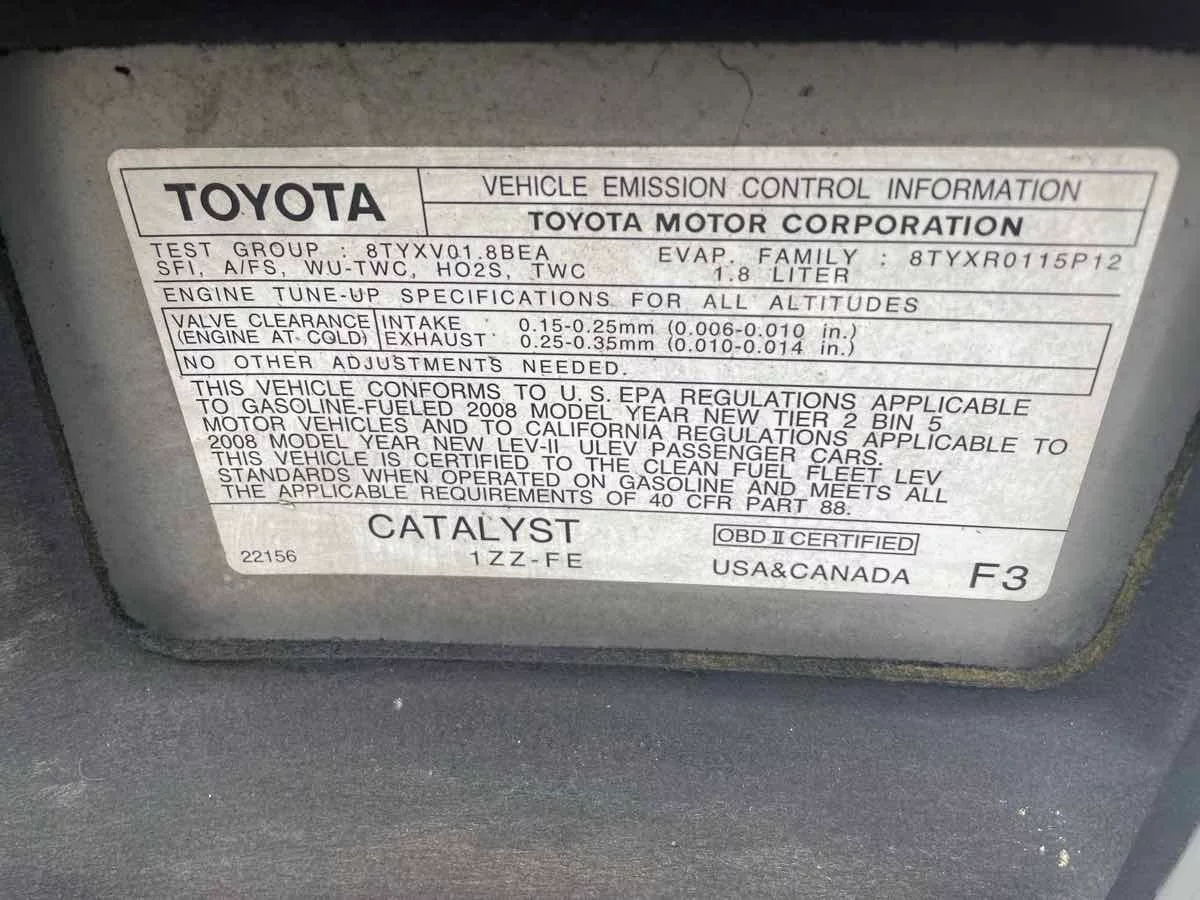 TOYOTA
VEHICLE EMISSION CONTROL INFORMATION
TOYOTA MOTOR CORPORATION
TEST GROUP : 8TYXV01.8BEA EVAP. FAMILY : 8TYXR0115P12
SFI, A/FS, WU-TWC, HO2S, TWC 1.8 LITER
ENGINE TUNE-UP SPECIFICATIONS FOR ALL ALTITUDES
VALVE CLEARANCE INTAKE 0.15-0.25mm (0.006-0.010 in.)
(ENGINE AT COLD) EXHAUST 0.25-0.35mm (0.010-0.014 in.)
NO OTHER ADJUSTMENTS NEEDED.
THIS VEHICLE CONFORMS TO U.S. EPA REGULATIONS APPLICABLE
TO GASOLINE-FUELED 2008 MODEL YEAR NEW TIER 2 BIN 5
MOTOR VEHICLES AND TO CALIFORNIA REGULATIONS APPLICABLE TO
2008 MODEL YEAR NEW LEV-II ULEV PASSENGER CARS.
THIS VEHICLE IS CERTIFIED TO THE CLEAN FUEL FLEET LEV
STANDARDS WHEN OPERATED ON GASOLINE AND MEETS ALL
THE APPLICABLE REQUIREMENTS OF 40 CFR PART 88.
CATALYST OBD II CERTIFIED
22156 1ZZ-FE USA&CANADA F3